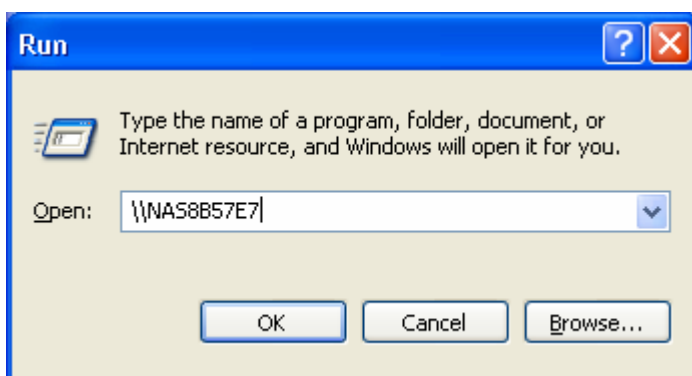 Run
Type the name of a program, folder, document, or
Internet resource, and Windows will open it for you.
Open: \\NAS8B57E7
OK Cancel Browse...